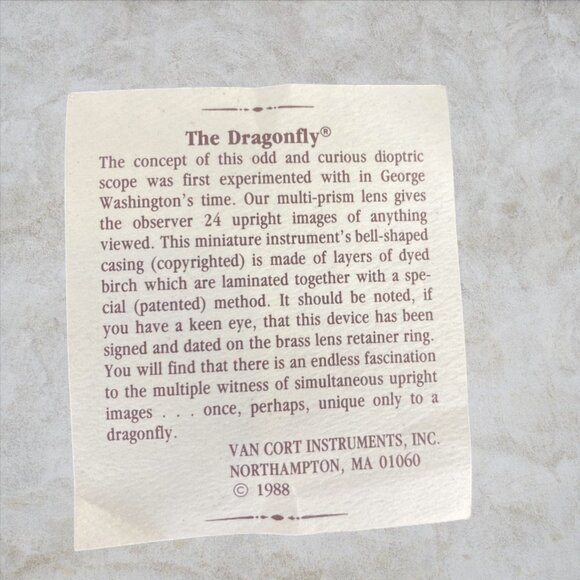 The Dragonfly®
The concept of this odd and curious dioptric
scope was first experimented with in George
Washington's time. Our multi-prism lens gives
the observer 24 upright images of anything
viewed. This miniature instrument's bell-shaped
casing (copyrighted) is made of layers of dyed
birch which are laminated together with a spe-
cial (patented) method. It should be noted, if
you have a keen eye, that this device has been
signed and dated on the brass lens retainer ring.
You will find that there is an endless fascination
to the multiple witness of simultaneous upright
images . . . once, perhaps, unique only to a
dragonfly.
VAN CORT INSTRUMENTS, INC.
NORTHAMPTON, MA 01060
© 1988